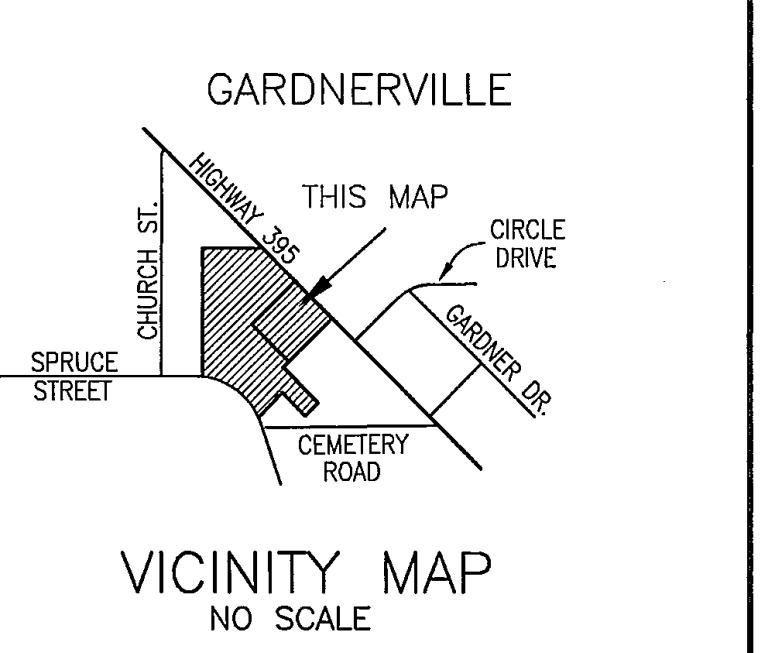 GARDNERVILLE
HIGHWAY 395
THIS MAP
CHURCH ST.
CIRCLE
DRIVE
GARDNER DR.
SPRUCE
STREET
CEMETERY
ROAD
VICINITY MAP
NO SCALE